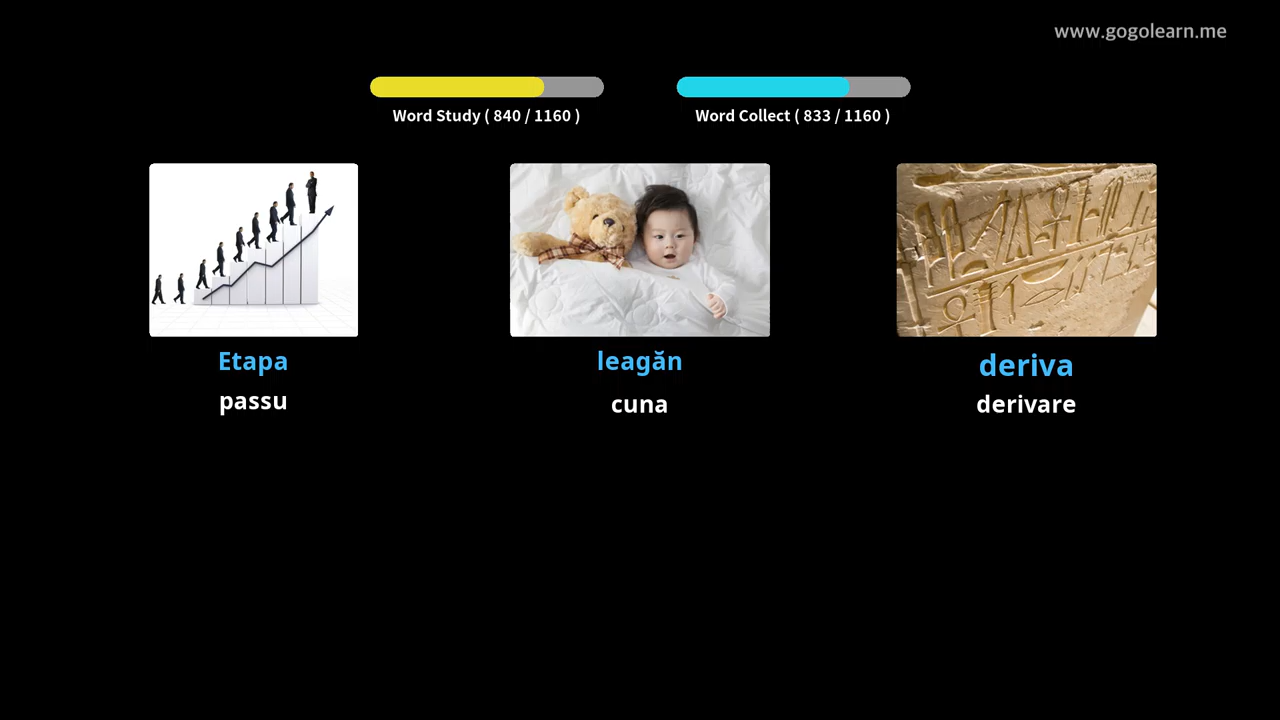 www.gogolearn.me
Word Study ( 840 / 1160 )
Word Collect ( 833 / 1160 )
Etapa
passu
leagăn
cuna
deriva
derivare